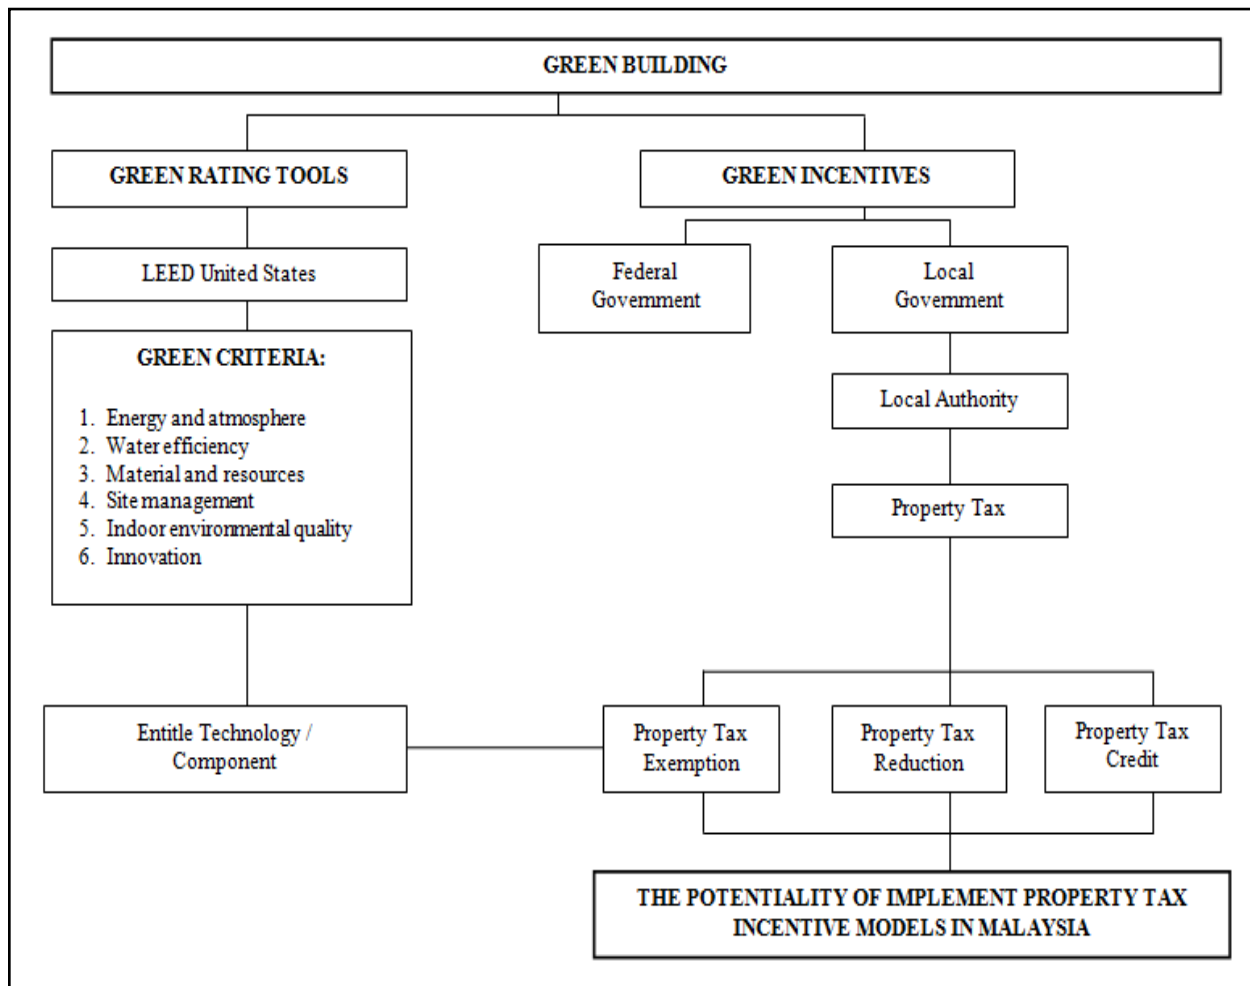 GREEN BUILDING
GREEN RATING TOOLS
GREEN INCENTIVES
LEED United States
Federal
Government
Local
Government
GREEN CRITERIA:
1. Energy and atmosphere
2. Water efficiency
3. Material and resources
4. Site management
5. Indoor environmental quality
6. Innovation
Local Authority
Property Tax
Entitle Technology /
Component
Property Tax
Exemption
Property Tax
Reduction
Property Tax
Credit
THE POTENTIALITY OF IMPLEMENT PROPERTY TAX
INCENTIVE MODELS IN MALAYSIA